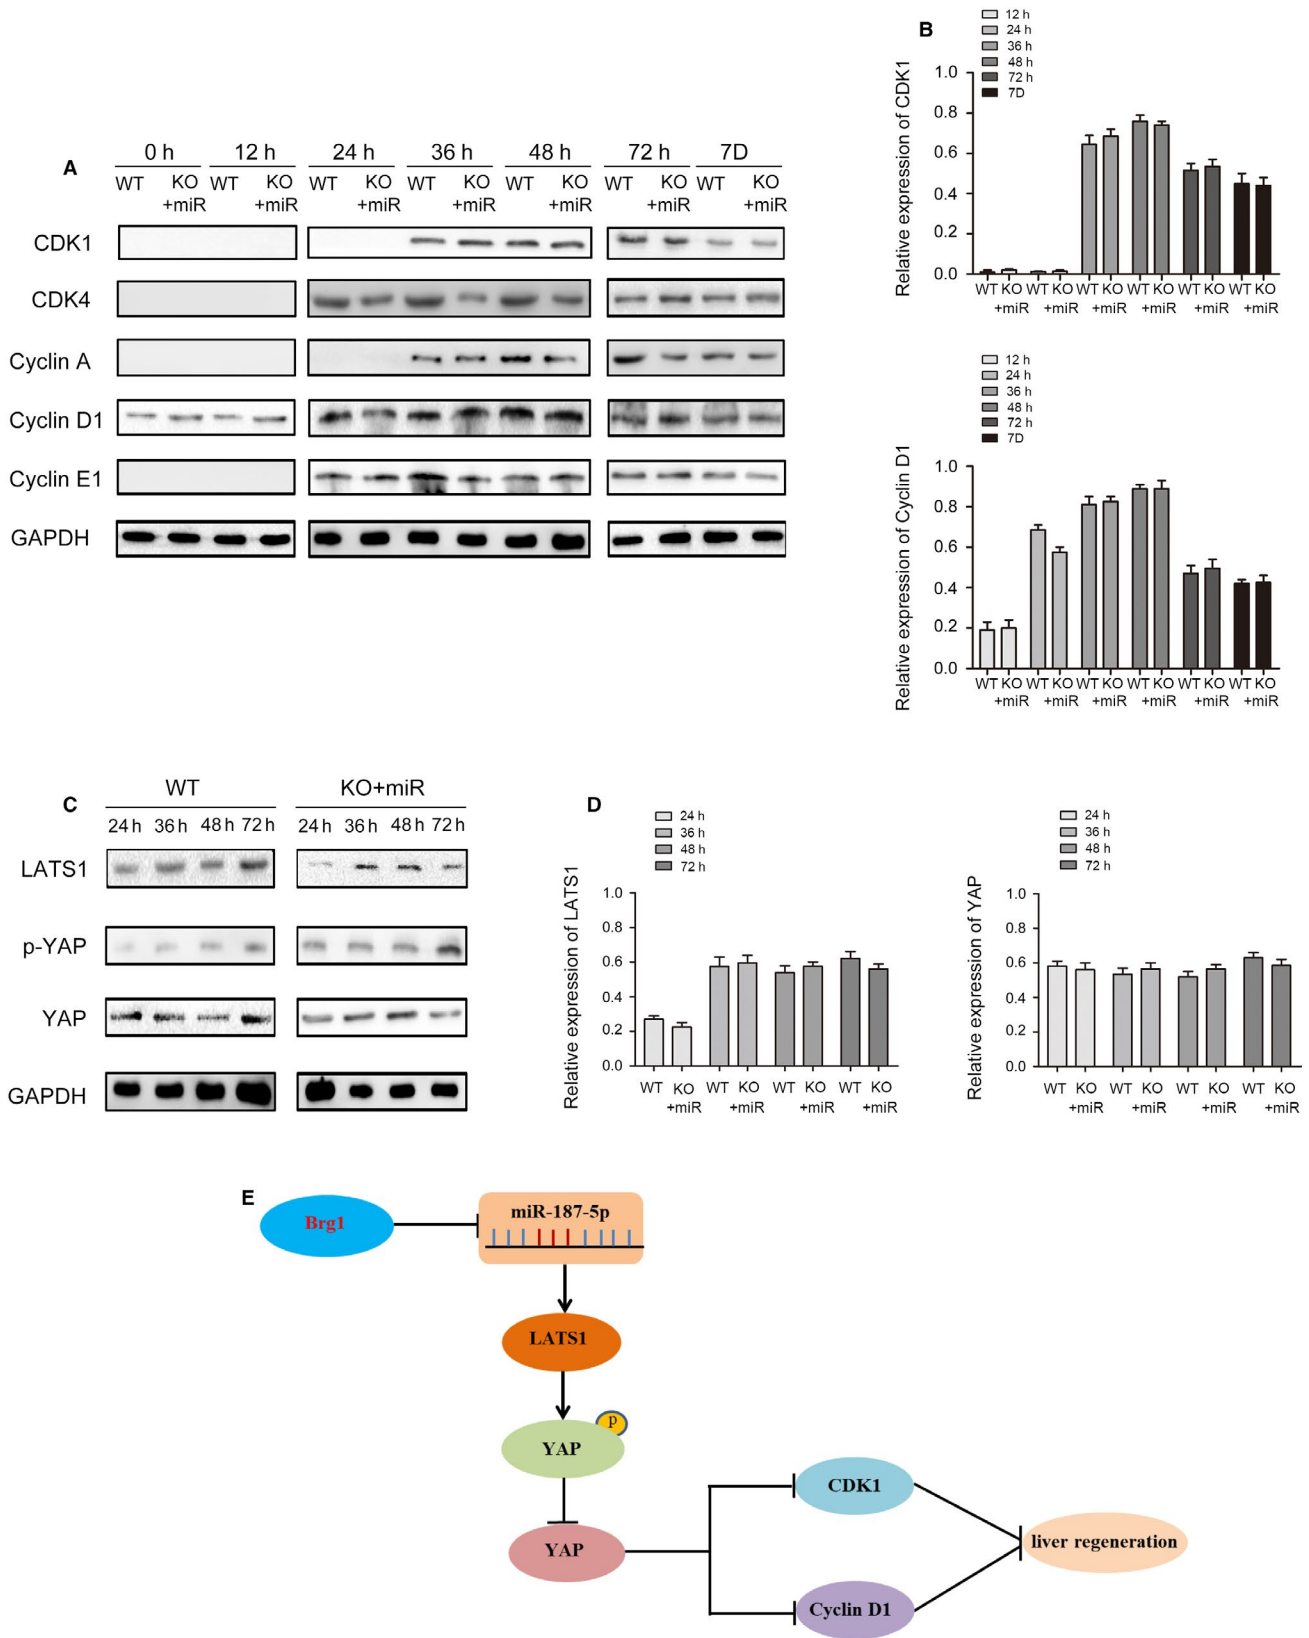 A
0 h 12 h 24 h 36 h 48 h 72 h 7D
WT KO WT KO WT KO WT KO WT KO WT KO WT KO
+miR +miR +miR +miR +miR +miR +miR
CDK1
CDK4
Cyclin A
Cyclin D1
Cyclin E1
GAPDH
B
12 h
24 h
36 h
48 h
72 h
7D
Relative expression of CDK1
1.0
0.8
0.6
0.4
0.2
0.0
WT KO WT KO WT KO WT KO WT KO WT KO
+miR +miR +miR +miR +miR +miR
12 h
24 h
36 h
48 h
72 h
7D
Relative expression of Cyclin D1
1.0
0.8
0.6
0.4
0.2
0.0
WT KO WT KO WT KO WT KO WT KO WT KO
+miR +miR +miR +miR +miR +miR
C
WT KO+miR
24 h 36 h 48 h 72 h 24 h 36 h 48 h 72 h
LATS1
p-YAP
YAP
GAPDH
D
24 h
36 h
48 h
72 h
Relative expression of LATS1
1.0
0.8
0.6
0.4
0.2
0.0
WT KO WT KO WT KO WT KO
+miR +miR +miR +miR
24 h
36 h
48 h
72 h
Relative expression of YAP
1.0
0.8
0.6
0.4
0.2
0.0
WT KO WT KO WT KO WT KO
+miR +miR +miR +miR
E
Brg1
miR-187-5p
LATS1
p
YAP
YAP
CDK1
Cyclin D1
liver regeneration